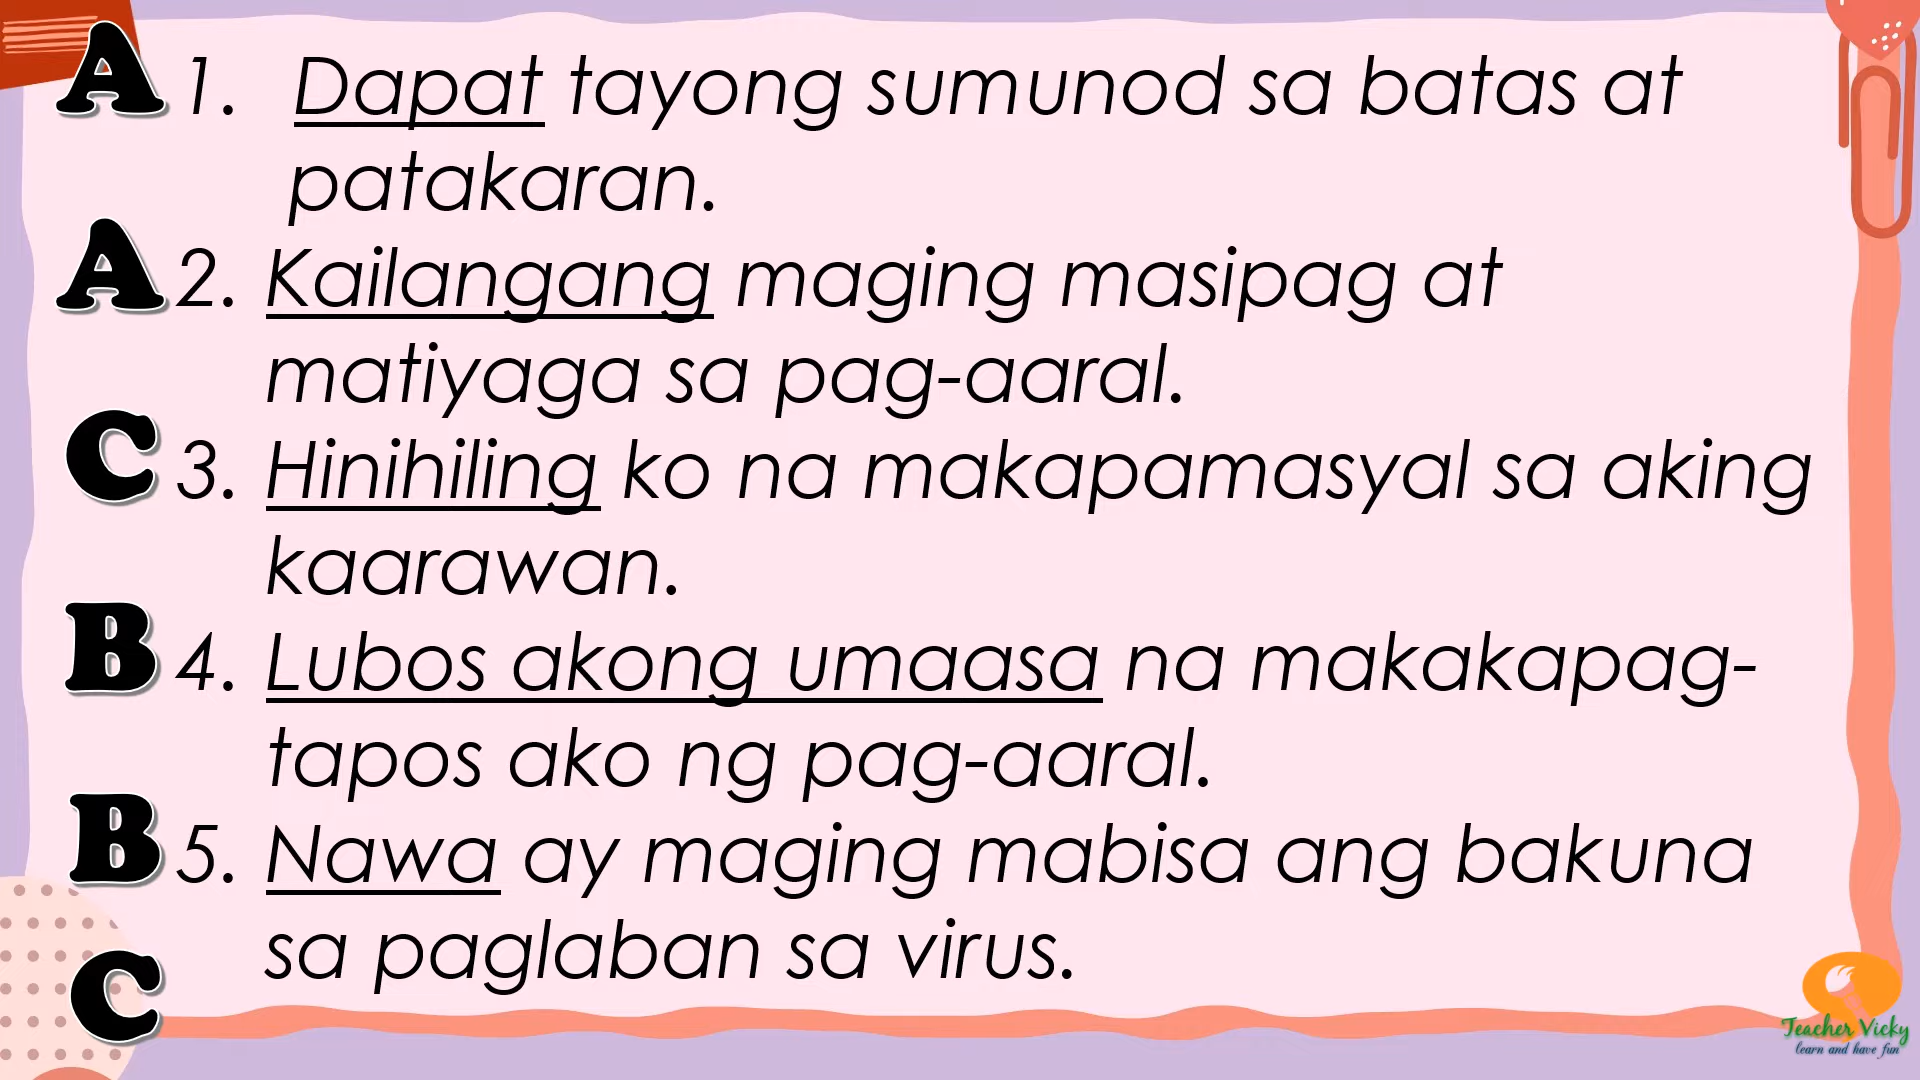 A 1. Dapat tayong sumunod sa batas at
patakaran.
A 2. Kailangang maging masipag at
matiyaga sa pag-aaral.
C 3. Hinihiling ko na makapamasyal sa aking
kaarawan.
B 4. Lubos akong umaasa na makakapag-
tapos ako ng pag-aaral.
B 5. Nawa ay maging mabisa ang bakuna
sa paglaban sa virus.
C
Teacher Vicky
learn and have fun